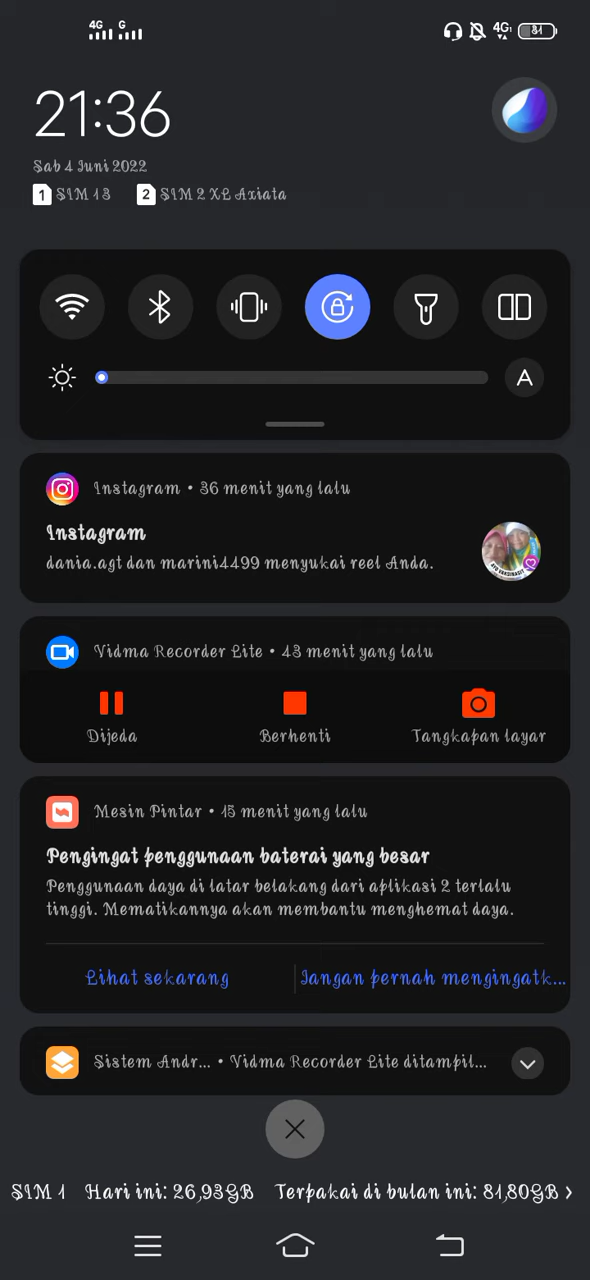 4G G 4G 81
21:36
Sab 4 Juni 2022
1 SIM 1 3 2 SIM 2 XL Axiata
A
Instagram • 36 menit yang lalu
Instagram
dania.agt dan marini4499 menyukai reel Anda.
AYO VAKSINASI!
Vidma Recorder Lite • 43 menit yang lalu
Dijeda Berhenti Tangkapan layar
Mesin Pintar • 15 menit yang lalu
Pengingat penggunaan baterai yang besar
Penggunaan daya di latar belakang dari aplikasi 2 terlalu
tinggi. Mematikannya akan membantu menghemat daya.
Lihat sekarang Jangan pernah mengingatk...
Sistem Andr... • Vidma Recorder Lite ditampil...
SIM 1 Hari ini: 26,93GB Terpakai di bulan ini: 81,80GB ›